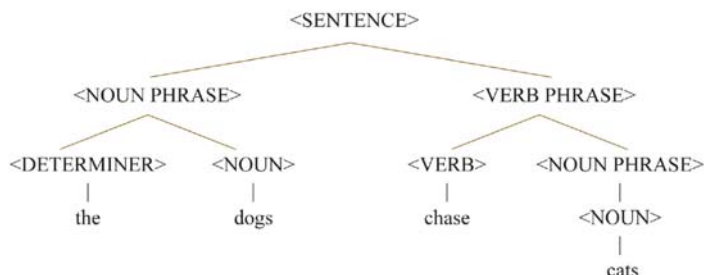 <SENTENCE>
<NOUN PHRASE> <VERB PHRASE>
<DETERMINER> <NOUN> <VERB> <NOUN PHRASE>
the dogs chase <NOUN>
cats